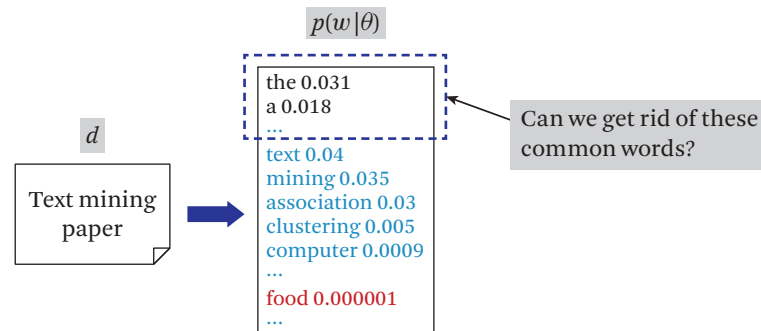 p(w|θ)
the 0.031
a 0.018
...
d
Can we get rid of these
common words?
text 0.04
mining 0.035
association 0.03
clustering 0.005
computer 0.0009
...
food 0.000001
...
Text mining
paper